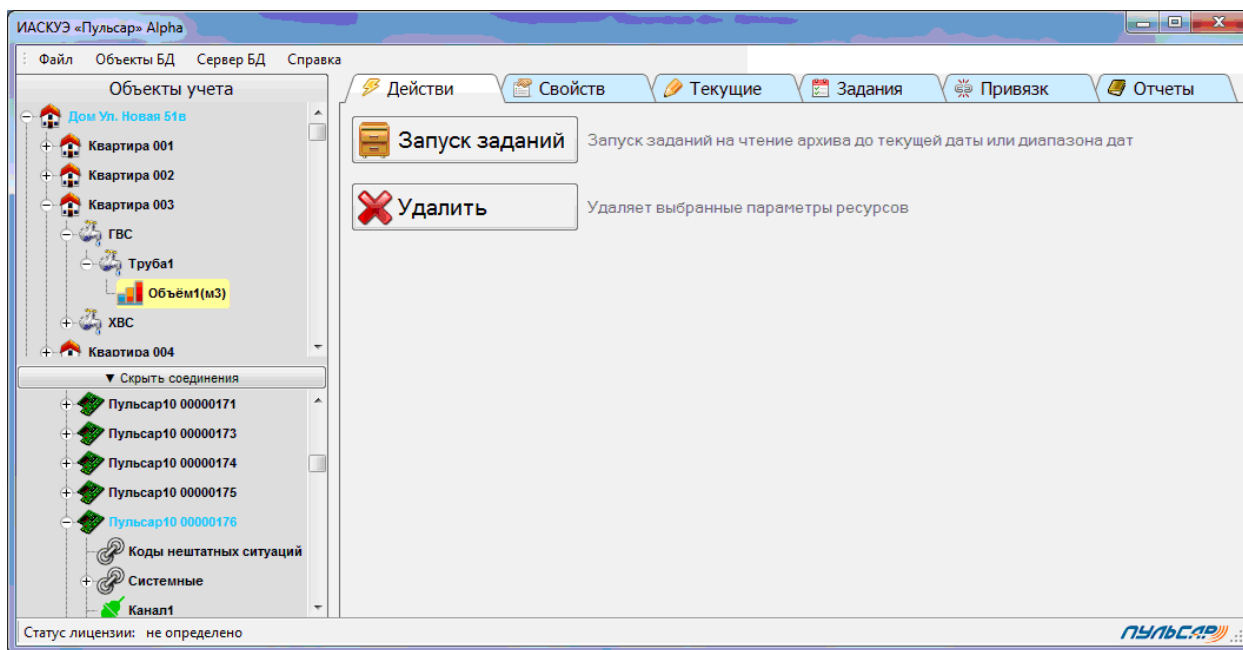 ИАСКУЭ «Пульсар» Alpha
Файл Объекты БД Сервер БД Справка
Объекты учета
Действи Свойств Текущие Задания Привязк Отчеты
Дом Ул. Новая 51в
Квартира 001
Квартира 002
Квартира 003
ГВС
Труба1
Объём1(м3)
ХВС
Квартира 004
Запуск заданий Запуск заданий на чтение архива до текущей даты или диапазона дат
Удалить Удаляет выбранные параметры ресурсов
▼ Скрыть соединения
Пульсар10 00000171
Пульсар10 00000173
Пульсар10 00000174
Пульсар10 00000175
Пульсар10 00000176
Коды нештатных ситуаций
Системные
Канал1
Статус лицензии: не определено
ПУЛЬСАР